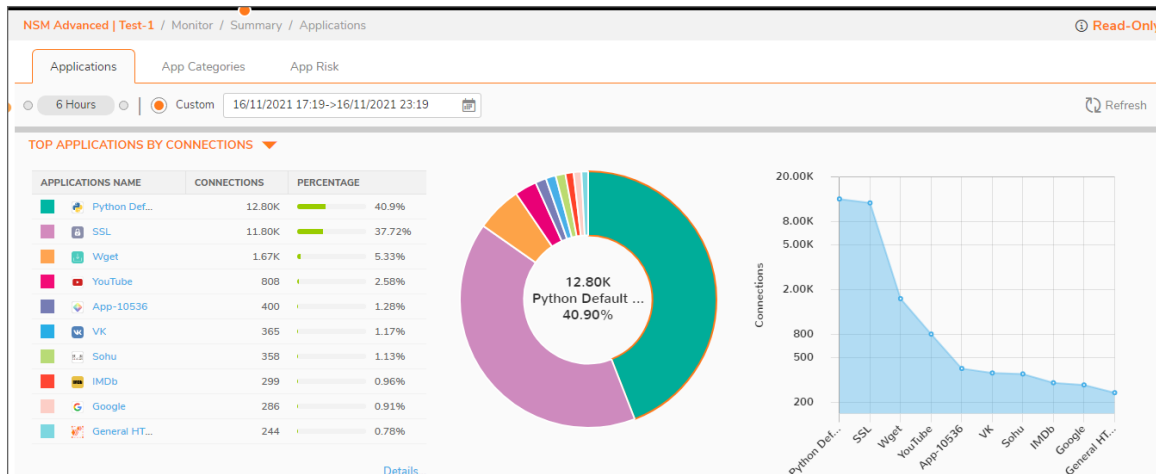 NSM Advanced | Test-1 / Monitor / Summary / Applications
Read-Only
Applications App Categories App Risk
6 Hours Custom 16/11/2021 17:19->16/11/2021 23:19 Refresh
TOP APPLICATIONS BY CONNECTIONS
APPLICATIONS NAME CONNECTIONS PERCENTAGE
Python Def... 12.80K 40.9%
SSL 11.80K 37.72%
Wget 1.67K 5.33%
YouTube 808 2.58%
App-10536 400 1.28%
VK 365 1.17%
Sohu 358 1.13%
IMDb 299 0.96%
Google 286 0.91%
General HT... 244 0.78%
Details
12.80K
Python Default ...
40.90%
Connections
20.00K
8.00K
5.00K
2.00K
800
500
200
Python Def...
SSL
Wget
YouTube
App-10536
VK
Sohu
IMDb
Google
General HT...